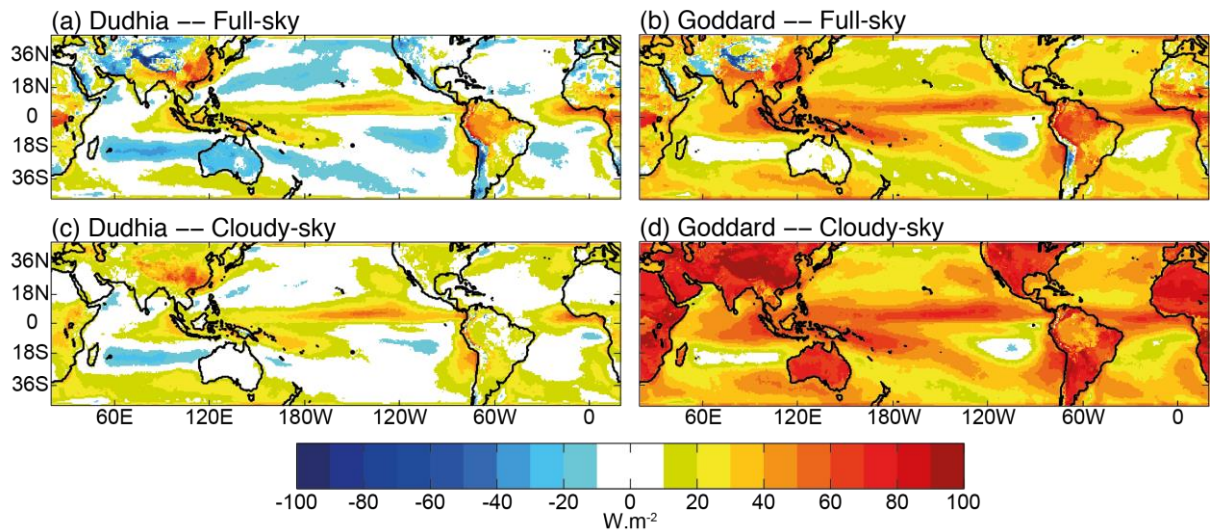 (a) Dudhia −− Full-sky
(b) Goddard −− Full-sky
36N
18N
0
18S
36S
(c) Dudhia −− Cloudy-sky
(d) Goddard −− Cloudy-sky
36N
18N
0
18S
36S
60E 120E 180W 120W 60W 0
60E 120E 180W 120W 60W 0
-100 -80 -60 -40 -20 0 20 40 60 80 100
W.m-2